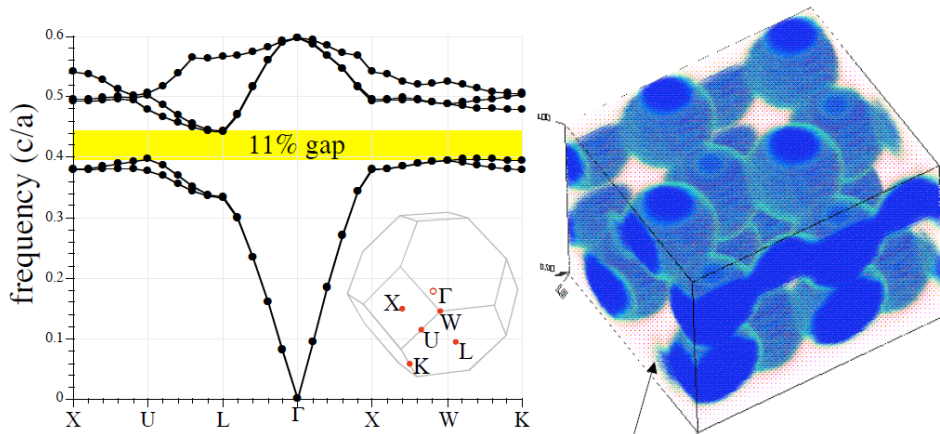 frequency (c/a)
0.6
0.5
0.4
0.3
0.2
0.1
0
11% gap
X U L Γ X W K
X
Γ
W
U
L
K